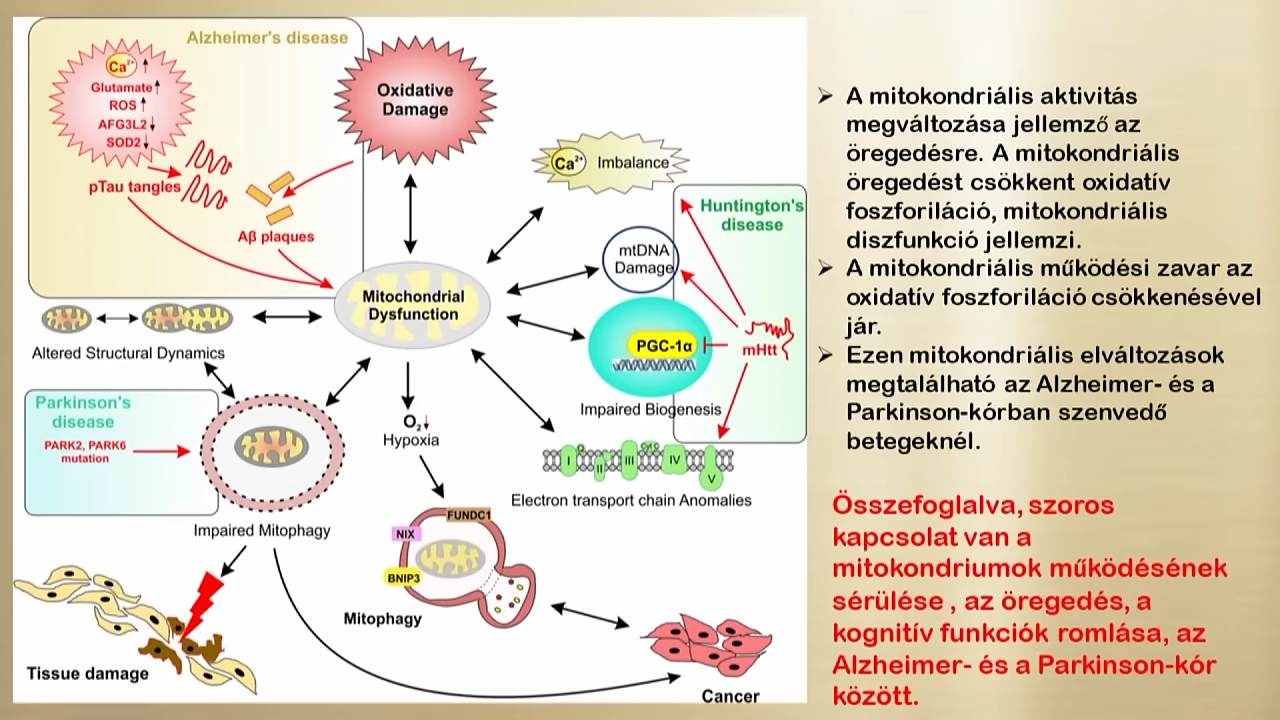 Alzheimer's disease
Ca²⁺ ↑
Glutamate ↑
ROS ↑
AFG3L2 ↓
SOD2 ↓
pTau tangles
Aβ plaques
Oxidative
Damage
Ca²⁺ Imbalance
Huntington's
disease
mtDNA
Damage
Mitochondrial
Dysfunction
PGC-1α
mHtt
Impaired Biogenesis
Altered Structural Dynamics
Parkinson's
disease
PARK2, PARK6
mutation
O₂↓
Hypoxia
I
Q
II
III
Cyt C
IV
V
Electron transport chain Anomalies
Impaired Mitophagy
FUNDC1
NIX
BNIP3
Mitophagy
Tissue damage
Cancer
➢ A mitokondriális aktivitás
megváltozása jellemző az
öregedésre. A mitokondriális
öregedést csökkent oxidatív
foszforiláció, mitokondriális
diszfunkció jellemzi.
➢ A mitokondriális működési zavar az
oxidatív foszforiláció csökkenésével
jár.
➢ Ezen mitokondriális elváltozások
megtalálható az Alzheimer- és a
Parkinson-kórban szenvedő
betegeknél.
Összefoglalva, szoros
kapcsolat van a
mitokondriumok működésének
sérülése , az öregedés, a
kognitív funkciók romlása, az
Alzheimer- és a Parkinson-kór
között.